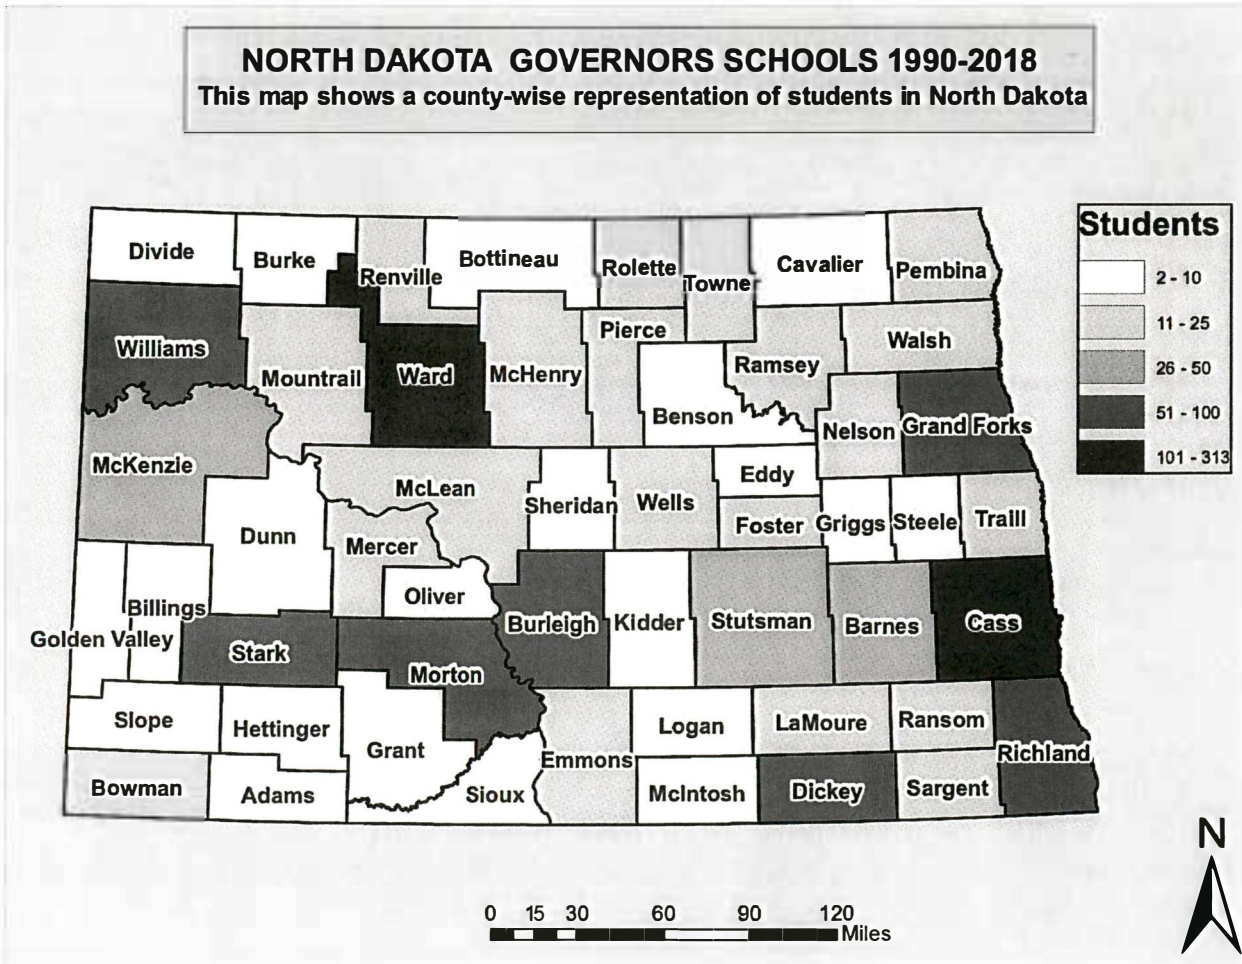 NORTH DAKOTA GOVERNORS SCHOOLS 1990-2018
This map shows a county-wise representation of students in North Dakota
Students
2 - 10
11 - 25
26 - 50
51 - 100
101 - 313
Divide
Burke
Renville
Bottineau
Rolette
Towne
Cavalier
Pembina
Williams
Mountrail
Ward
McHenry
Pierce
Benson
Ramsey
Walsh
Nelson
Grand Forks
McKenzie
McLean
Sheridan
Wells
Eddy
Foster
Griggs
Steele
Traill
Dunn
Mercer
Oliver
Billings
Golden Valley
Stark
Morton
Burleigh
Kidder
Stutsman
Barnes
Cass
Slope
Hettinger
Grant
Emmons
Logan
LaMoure
Ransom
Richland
Bowman
Adams
Sioux
McIntosh
Dickey
Sargent
N
0 15 30 60 90 120
Miles